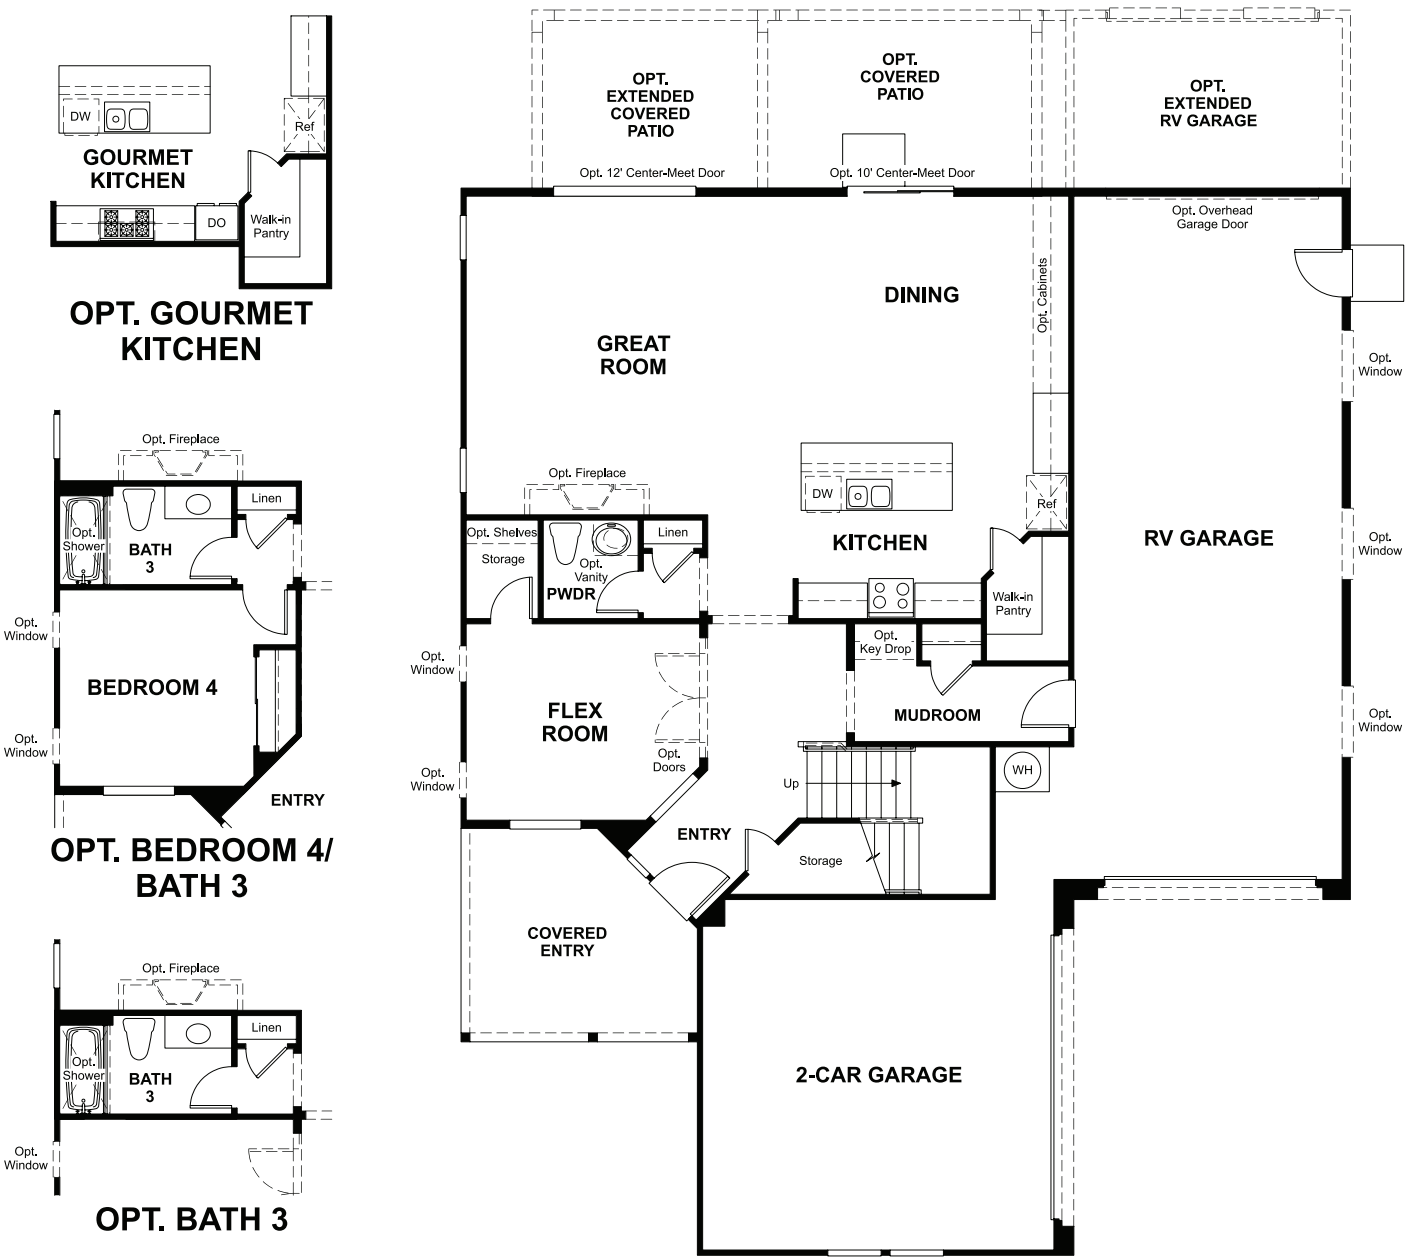 DW
Ref
GOURMET
KITCHEN
DO
Walk-in
Pantry
OPT. GOURMET
KITCHEN
Opt. Fireplace
Linen
Opt.
Shower
BATH
3
Opt.
Window
BEDROOM 4
Opt.
Window
ENTRY
OPT. BEDROOM 4/
BATH 3
Opt. Fireplace
Linen
Opt.
Shower
BATH
3
Opt.
Window
OPT. BATH 3
OPT.
EXTENDED
COVERED
PATIO
OPT.
COVERED
PATIO
OPT.
EXTENDED
RV GARAGE
Opt. 12' Center-Meet Door
Opt. 10' Center-Meet Door
Opt. Overhead
Garage Door
DINING
Opt. Cabinets
GREAT
ROOM
Opt.
Window
Opt. Fireplace
DW
Ref
Opt. Shelves
Storage
Linen
Opt.
Vanity
PWDR
KITCHEN
RV GARAGE
Opt.
Window
Walk-in
Pantry
Opt.
Key Drop
Opt.
Window
FLEX
ROOM
MUDROOM
Opt.
Window
Opt.
Doors
Opt.
Window
Up
WH
ENTRY
Storage
COVERED
ENTRY
2-CAR GARAGE